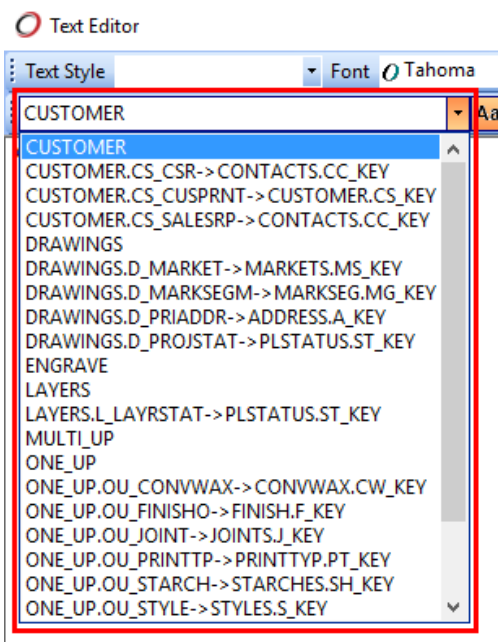 Text Editor
Text Style Font Tahoma
CUSTOMER Aa
CUSTOMER
CUSTOMER.CS_CSR->CONTACTS.CC_KEY
CUSTOMER.CS_CUSPRNT->CUSTOMER.CS_KEY
CUSTOMER.CS_SALESRP->CONTACTS.CC_KEY
DRAWINGS
DRAWINGS.D_MARKET->MARKETS.MS_KEY
DRAWINGS.D_MARKSEGM->MARKSEG.MG_KEY
DRAWINGS.D_PRIADDR->ADDRESS.A_KEY
DRAWINGS.D_PROJSTAT->PLSTATUS.ST_KEY
ENGRAVE
LAYERS
LAYERS.L_LAYRSTAT->PLSTATUS.ST_KEY
MULTI_UP
ONE_UP
ONE_UP.OU_CONVWAX->CONVWAX.CW_KEY
ONE_UP.OU_FINISHO->FINISH.F_KEY
ONE_UP.OU_JOINT->JOINTS.J_KEY
ONE_UP.OU_PRINTTP->PRINTTYP.PT_KEY
ONE_UP.OU_STARCH->STARCHES.SH_KEY
ONE_UP.OU_STYLE->STYLES.S_KEY